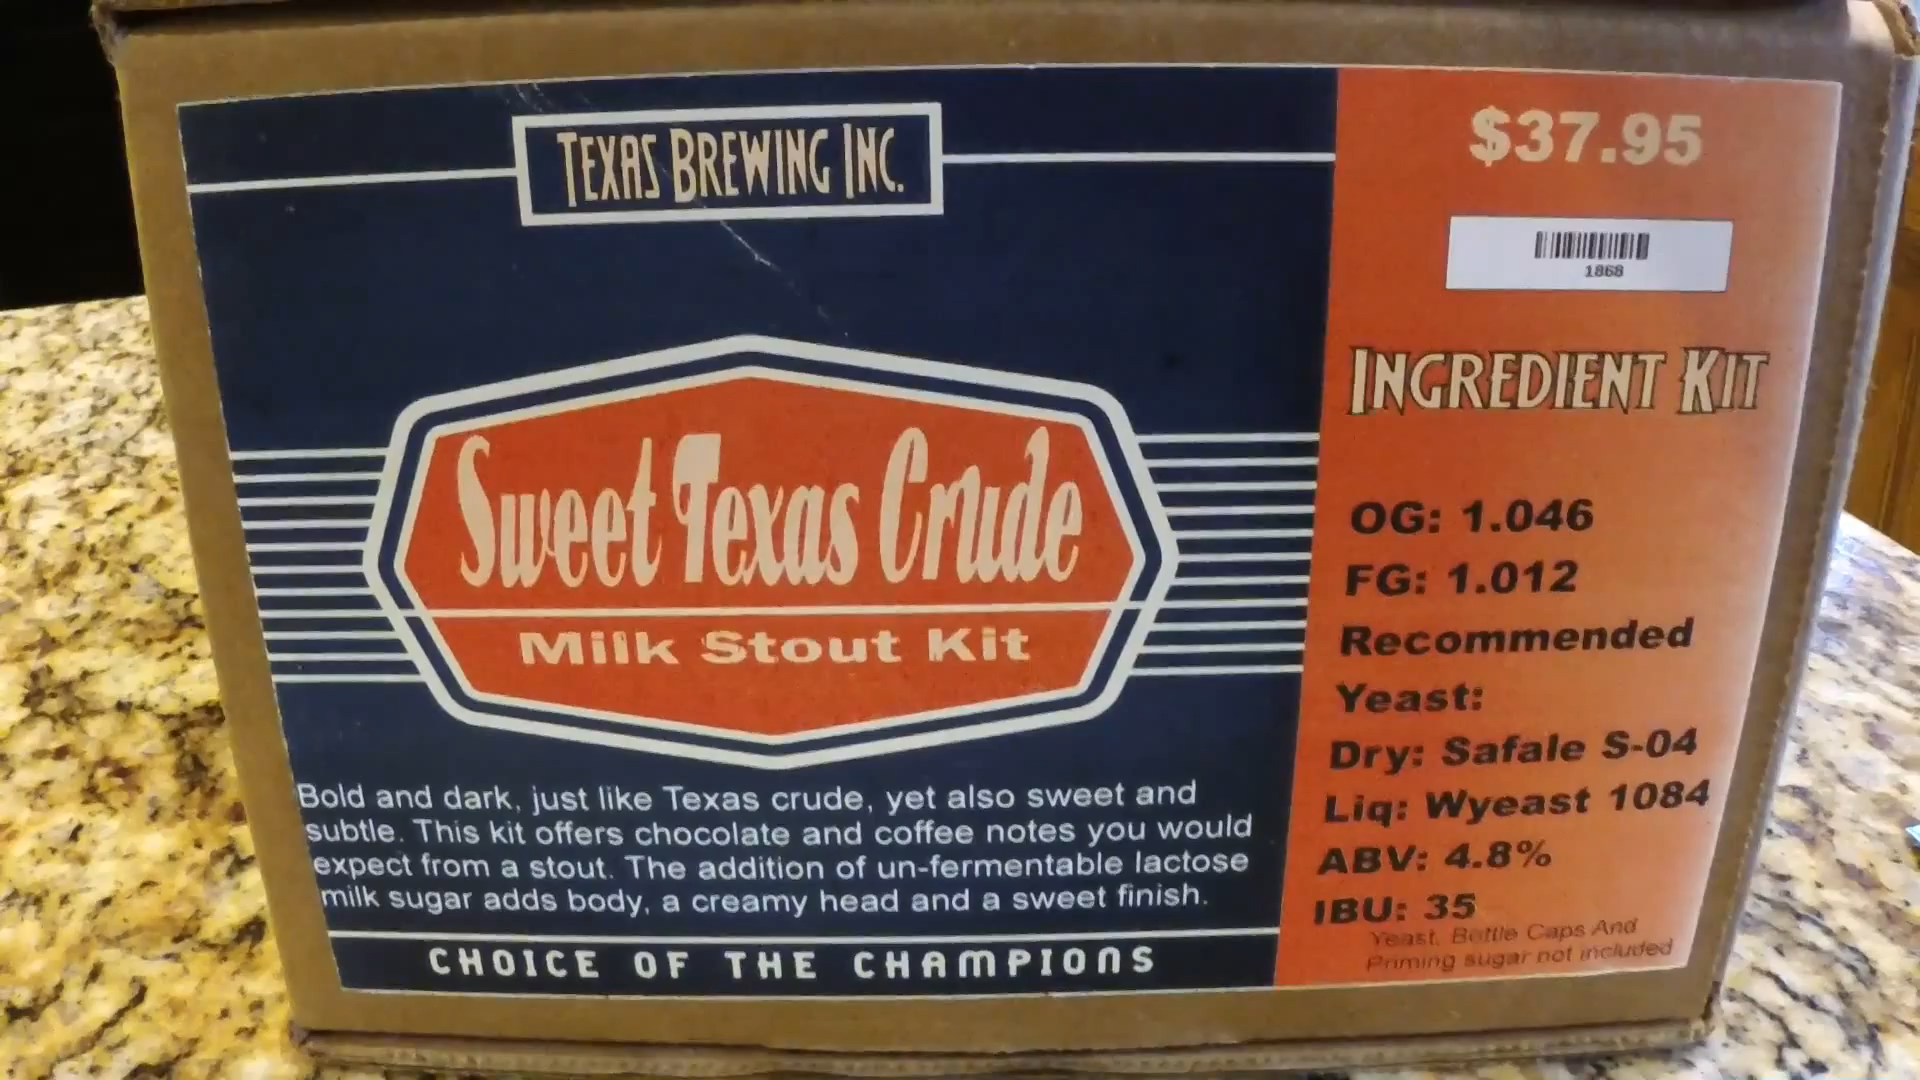 TEXAS BREWING INC.
Sweet Texas Crude
Milk Stout Kit
Bold and dark, just like Texas crude, yet also sweet and
subtle. This kit offers chocolate and coffee notes you would
expect from a stout. The addition of un-fermentable lactose
milk sugar adds body, a creamy head and a sweet finish.
CHOICE OF THE CHAMPIONS
$37.95
1868
INGREDIENT KIT
OG: 1.046
FG: 1.012
Recommended
Yeast:
Dry: Safale S-04
Liq: Wyeast 1084
ABV: 4.8%
IBU: 35
Yeast, Bottle Caps And
Priming sugar not included